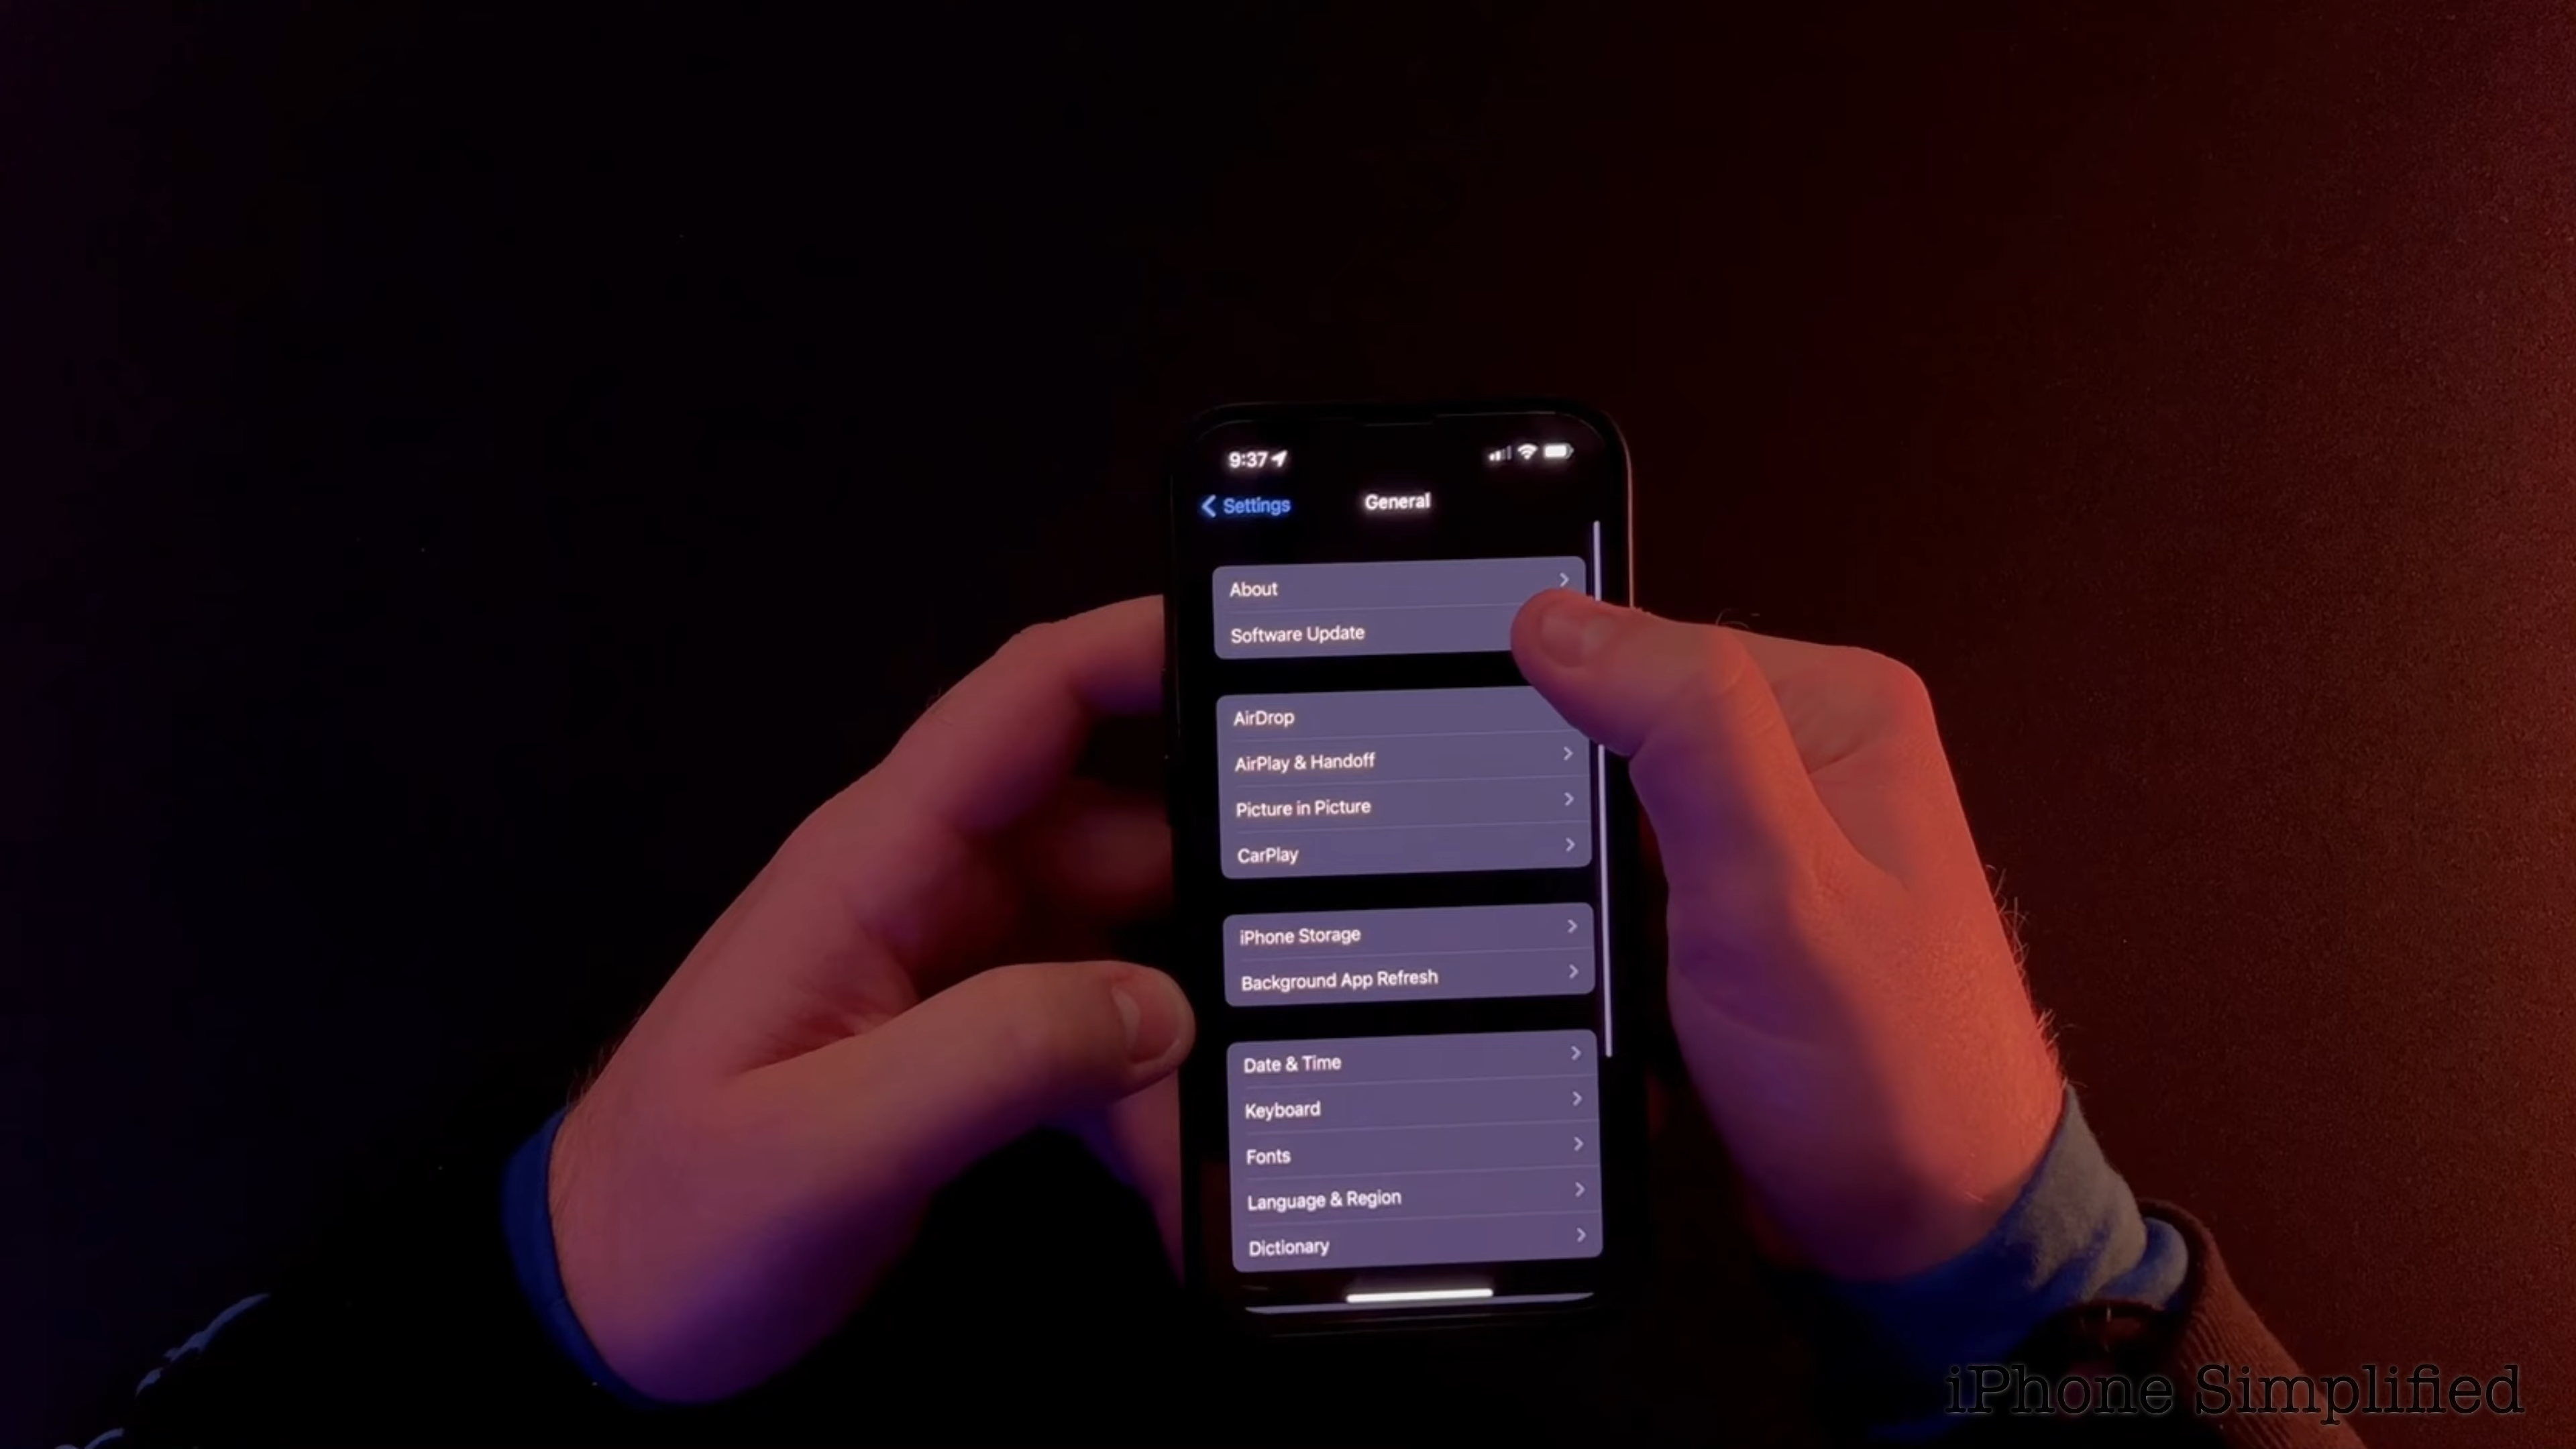 9:37
Settings
General
About
Software Update
AirDrop
AirPlay & Handoff
Picture in Picture
CarPlay
iPhone Storage
Background App Refresh
Date & Time
Keyboard
Fonts
Language & Region
Dictionary
iPhone Simplified